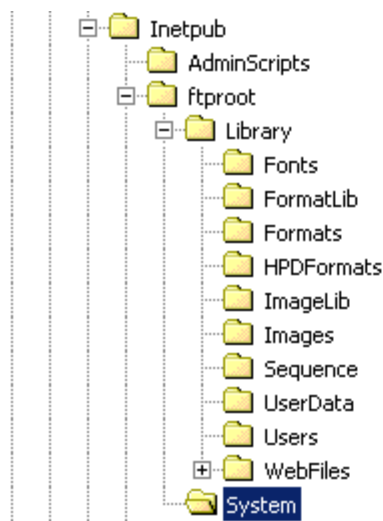 Inetpub
AdminScripts
ftproot
Library
Fonts
FormatLib
Formats
HPDFormats
ImageLib
Images
Sequence
UserData
Users
WebFiles
System